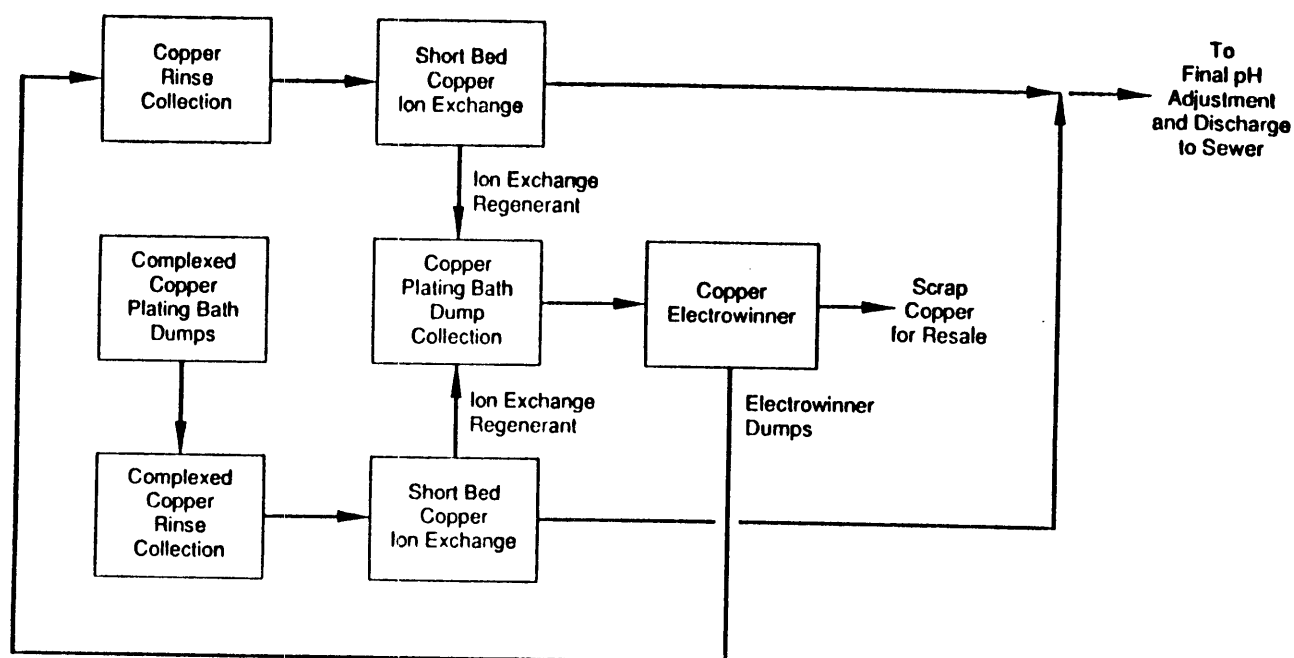 Copper
Rinse
Collection
Short Bed
Copper
Ion Exchange
To
Final pH
Adjustment
and Discharge
to Sewer
Ion Exchange
Regenerant
Complexed
Copper
Plating Bath
Dumps
Copper
Plating Bath
Dump
Collection
Copper
Electrowinner
Scrap
Copper
for Resale
Ion Exchange
Regenerant
Electrowinner
Dumps
Complexed
Copper
Rinse
Collection
Short Bed
Copper
Ion Exchange